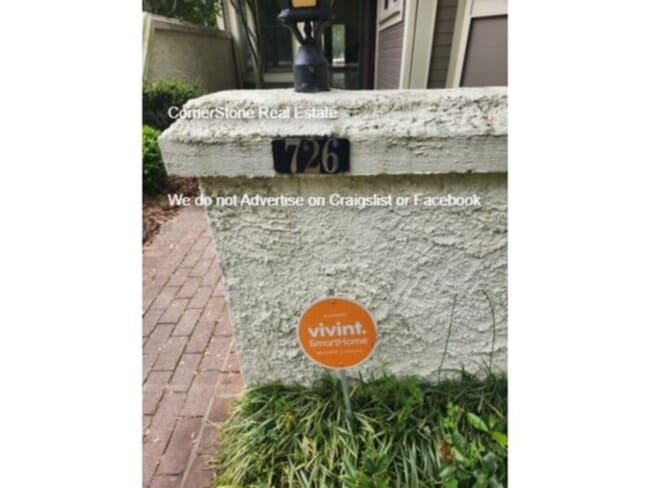 CornerStone Real Estate
726
We do not Advertise on Craigslist or Facebook
vivint.
SmartHome